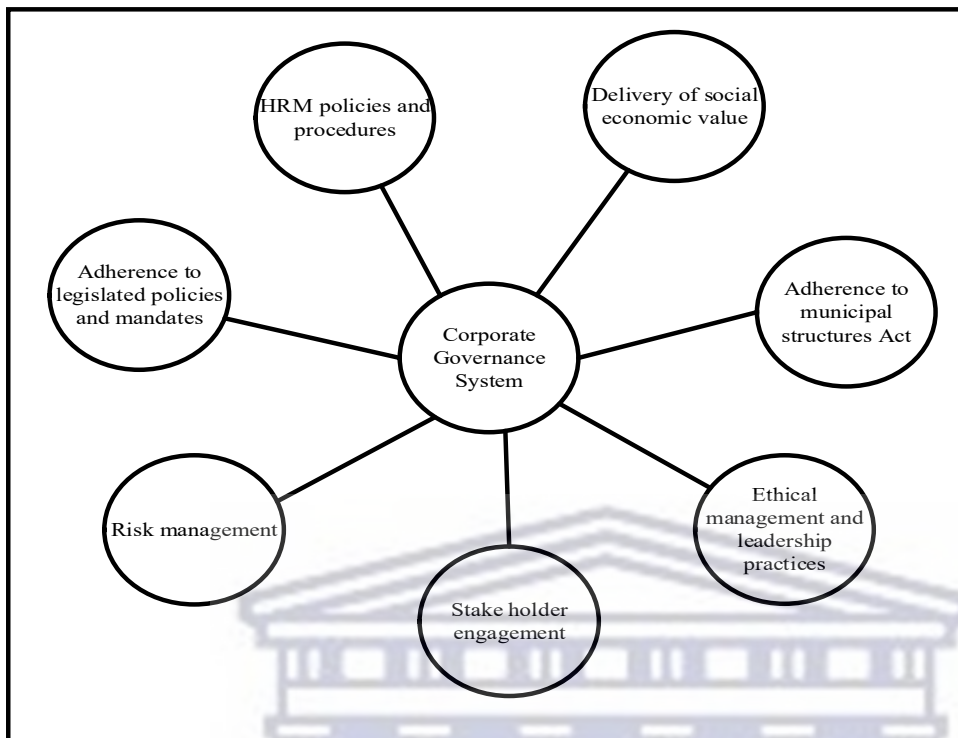 HRM policies and
procedures
Delivery of social
economic value
Adherence to
legislated policies
and mandates
Adherence to
municipal
structures Act
Corporate
Governance
System
Risk management
Ethical
management and
leadership
practices
Stake holder
engagement